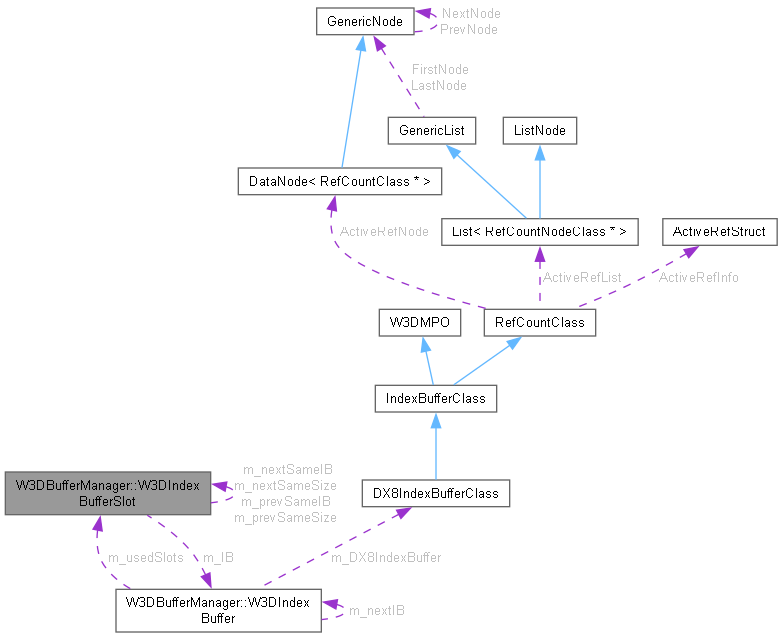 GenericNode
NextNode
PrevNode
FirstNode
LastNode
GenericList
ListNode
DataNode< RefCountClass * >
ActiveRefNode
List< RefCountNodeClass * >
ActiveRefStruct
ActiveRefList
ActiveRefInfo
W3DMPO
RefCountClass
IndexBufferClass
W3DBufferManager::W3DIndex
BufferSlot
m_nextSameIB
m_nextSameSize
m_prevSameIB
m_prevSameSize
DX8IndexBufferClass
m_usedSlots
m_IB
m_DX8IndexBuffer
W3DBufferManager::W3DIndex
Buffer
m_nextIB